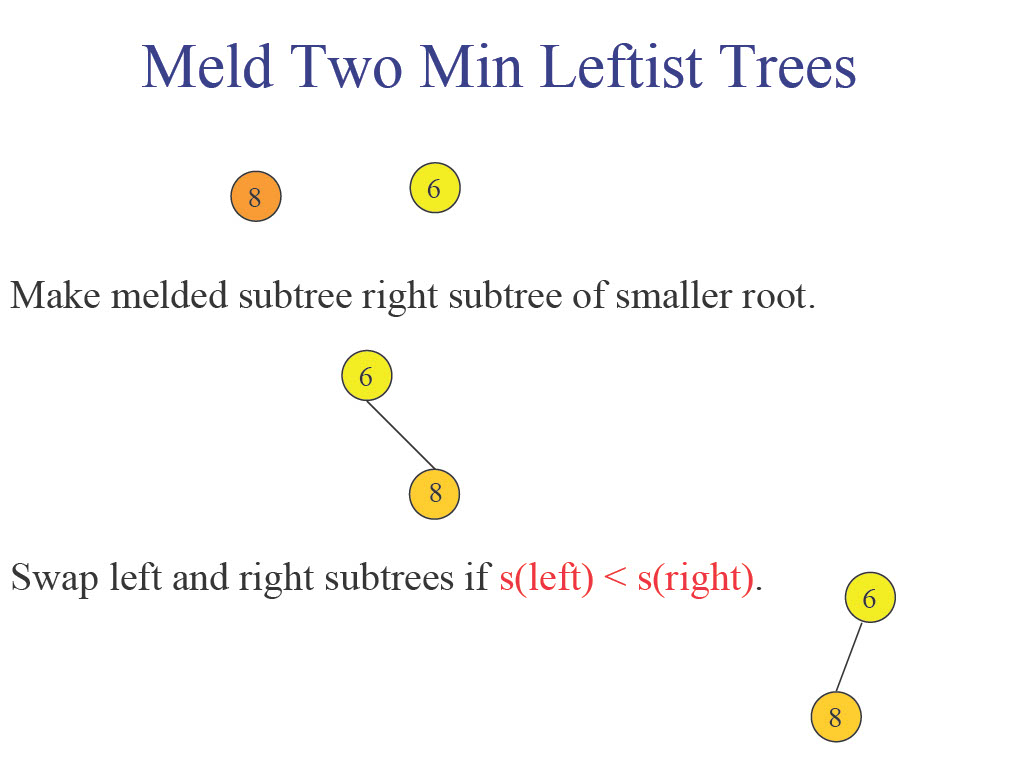 Meld Two Min Leftist Trees
8 6
Make melded subtree right subtree of smaller root.
6
8
Swap left and right subtrees if s(left) < s(right).
6
8